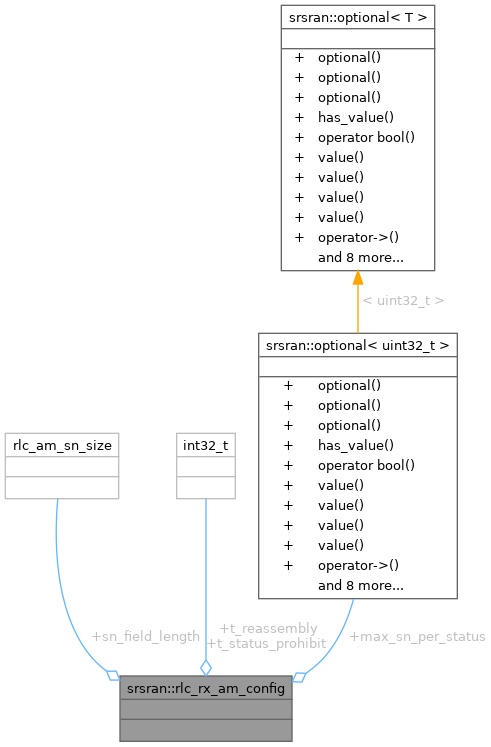 srsran::optional< T >
+ optional()
+ optional()
+ optional()
+ has_value()
+ operator bool()
+ value()
+ value()
+ value()
+ value()
+ operator->()
and 8 more...
< uint32_t >
srsran::optional< uint32_t >
+ optional()
+ optional()
+ optional()
+ has_value()
+ operator bool()
+ value()
+ value()
+ value()
+ value()
+ operator->()
and 8 more...
rlc_am_sn_size
int32_t
+sn_field_length
+t_reassembly
+t_status_prohibit
+max_sn_per_status
srsran::rlc_rx_am_config